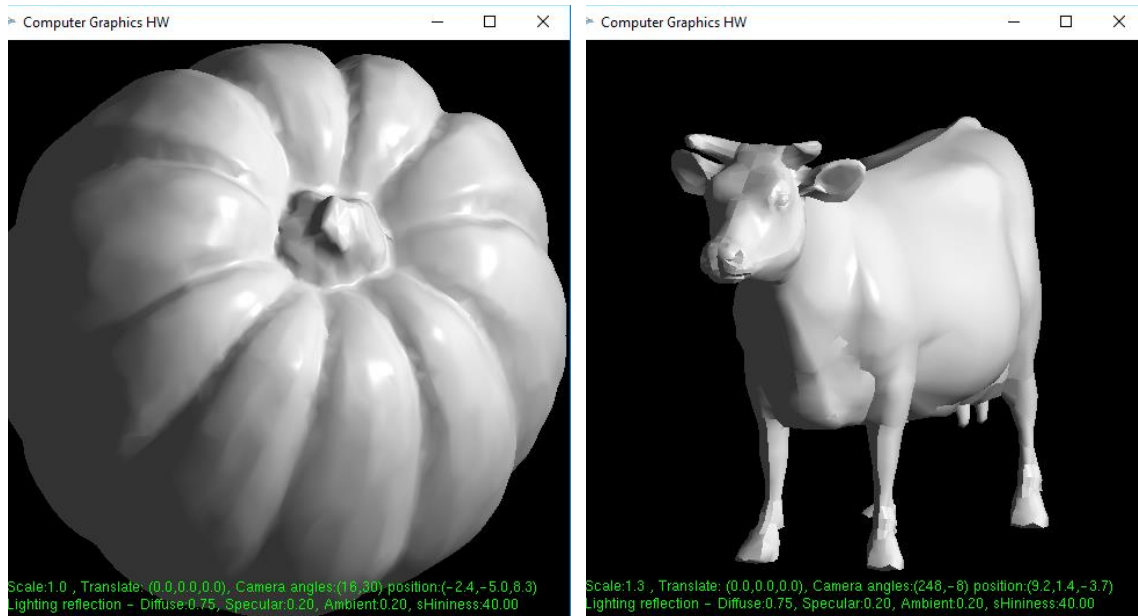 Computer Graphics HW
Scale:1.0 , Translate: (0.0,0.0,0.0), Camera angles:(16,30) position:(-2.4,-5.0,8.3)
Lighting reflection - Diffuse:0.75, Specular:0.20, Ambient:0.20, sHininess:40.00
Computer Graphics HW
Scale:1.3 , Translate: (0.0,0.0,0.0), Camera angles:(248,-8) position:(9.2,1.4,-3.7)
Lighting reflection - Diffuse:0.75, Specular:0.20, Ambient:0.20, sHininess:40.00